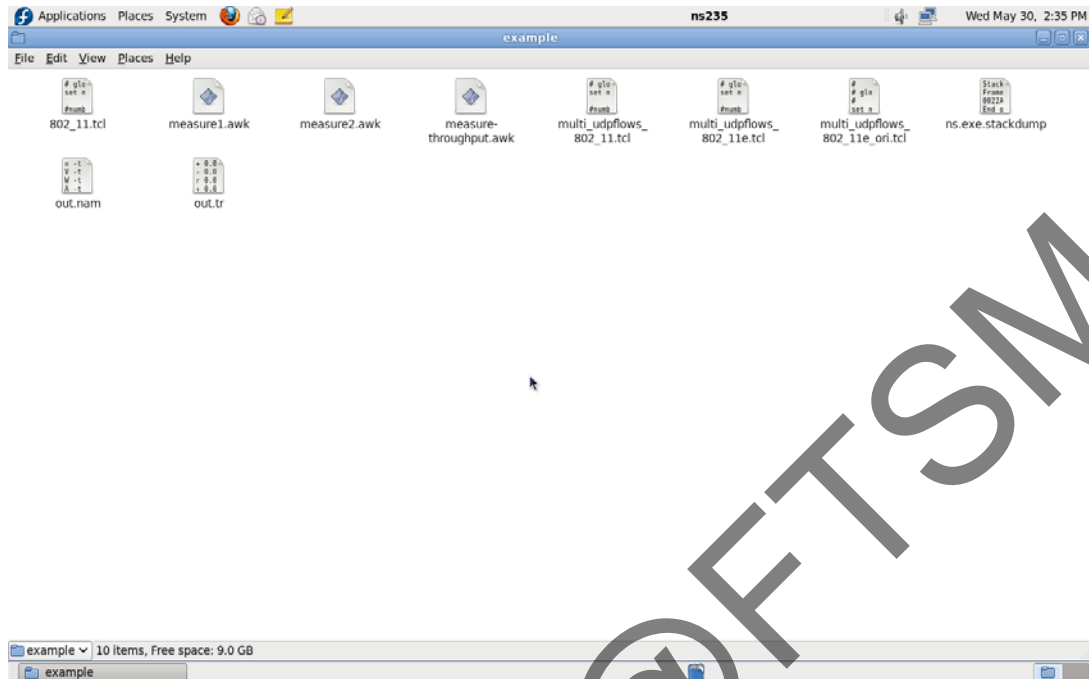 Applications Places System ns235 Wed May 30, 2:35 PM
example
File Edit View Places Help
802_11.tcl
measure1.awk
measure2.awk
measure-
throughput.awk
multi_udpflows_
802_11.tcl
multi_udpflows_
802_11e.tcl
multi_udpflows_
802_11e_ori.tcl
ns.exe.stackdump
out.nam
out.tr
@FTSM
example 10 items, Free space: 9.0 GB
example